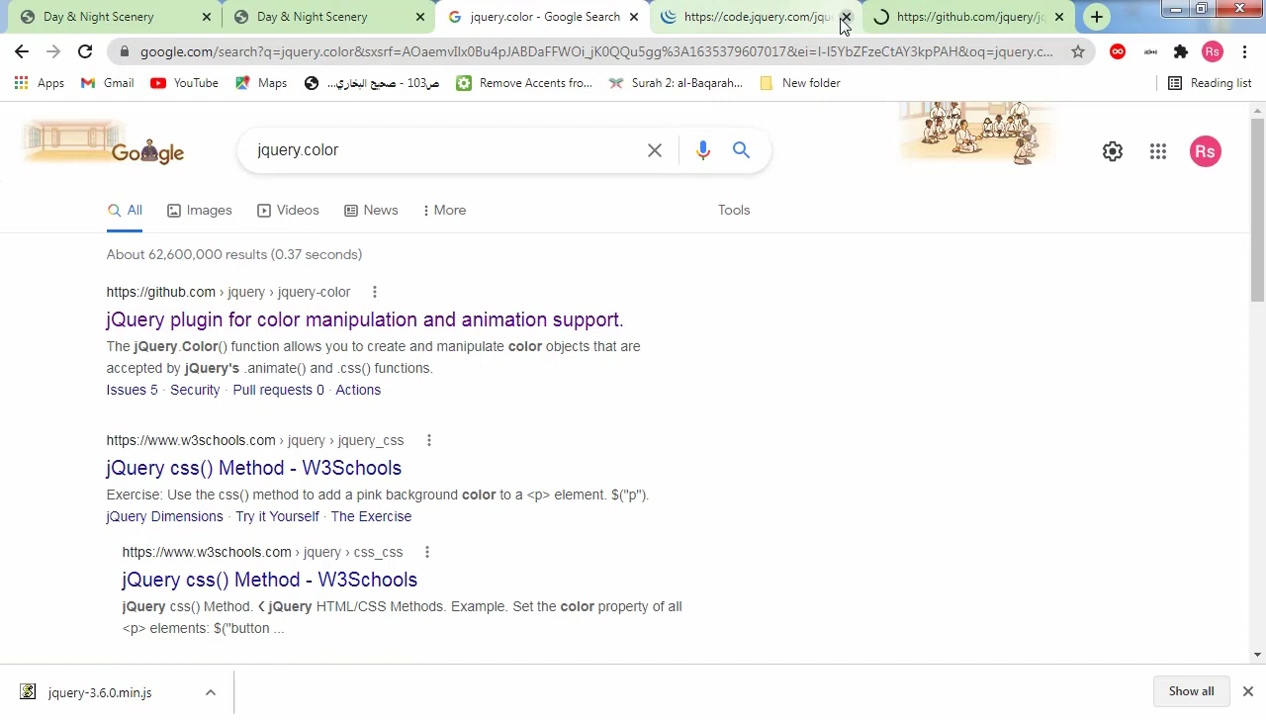 Day & Night Scenery
Day & Night Scenery
jquery.color - Google Search
https://code.jquery.com/jqu
https://github.com/jquery/j
google.com/search?q=jquery.color&sxsrf=AOaemvIlx0Bu4pJABDaFFWOi_jK0QQu5gg%3A1635379607017&ei=l-l5YbZFzeCtAY3kpPAH&oq=jquery.c...
Rs
Apps
Gmail
YouTube
Maps
ص103 - صحيح البخاري...
Remove Accents fro...
Surah 2: al-Baqarah...
New folder
Reading list
Google
jquery.color
Rs
All
Images
Videos
News
More
Tools
About 62,600,000 results (0.37 seconds)
https://github.com › jquery › jquery-color
jQuery plugin for color manipulation and animation support.
The jQuery.Color() function allows you to create and manipulate color objects that are
accepted by jQuery's .animate() and .css() functions.
Issues 5 · Security · Pull requests 0 · Actions
https://www.w3schools.com › jquery › jquery_css
jQuery css() Method - W3Schools
Exercise: Use the css() method to add a pink background color to a <p> element. $("p").
jQuery Dimensions · Try it Yourself · The Exercise
https://www.w3schools.com › jquery › css_css
jQuery css() Method - W3Schools
jQuery css() Method. ❮ jQuery HTML/CSS Methods. Example. Set the color property of all
<p> elements: $("button ...
jquery-3.6.0.min.js
Show all